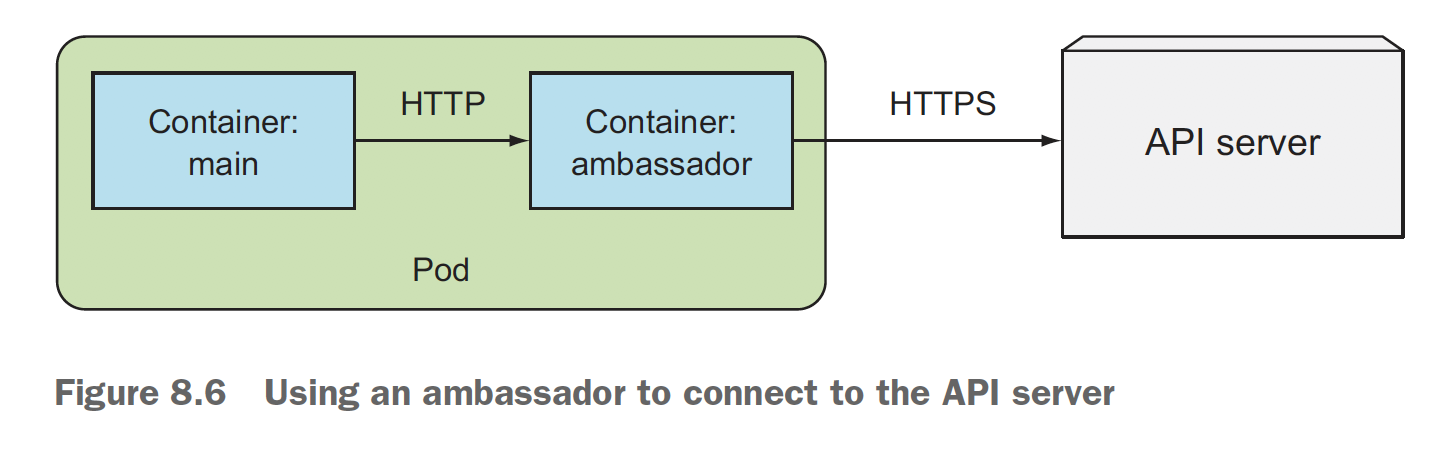 Container:
main
HTTP
Container:
ambassador
HTTPS
API server
Pod
Figure 8.6 Using an ambassador to connect to the API server